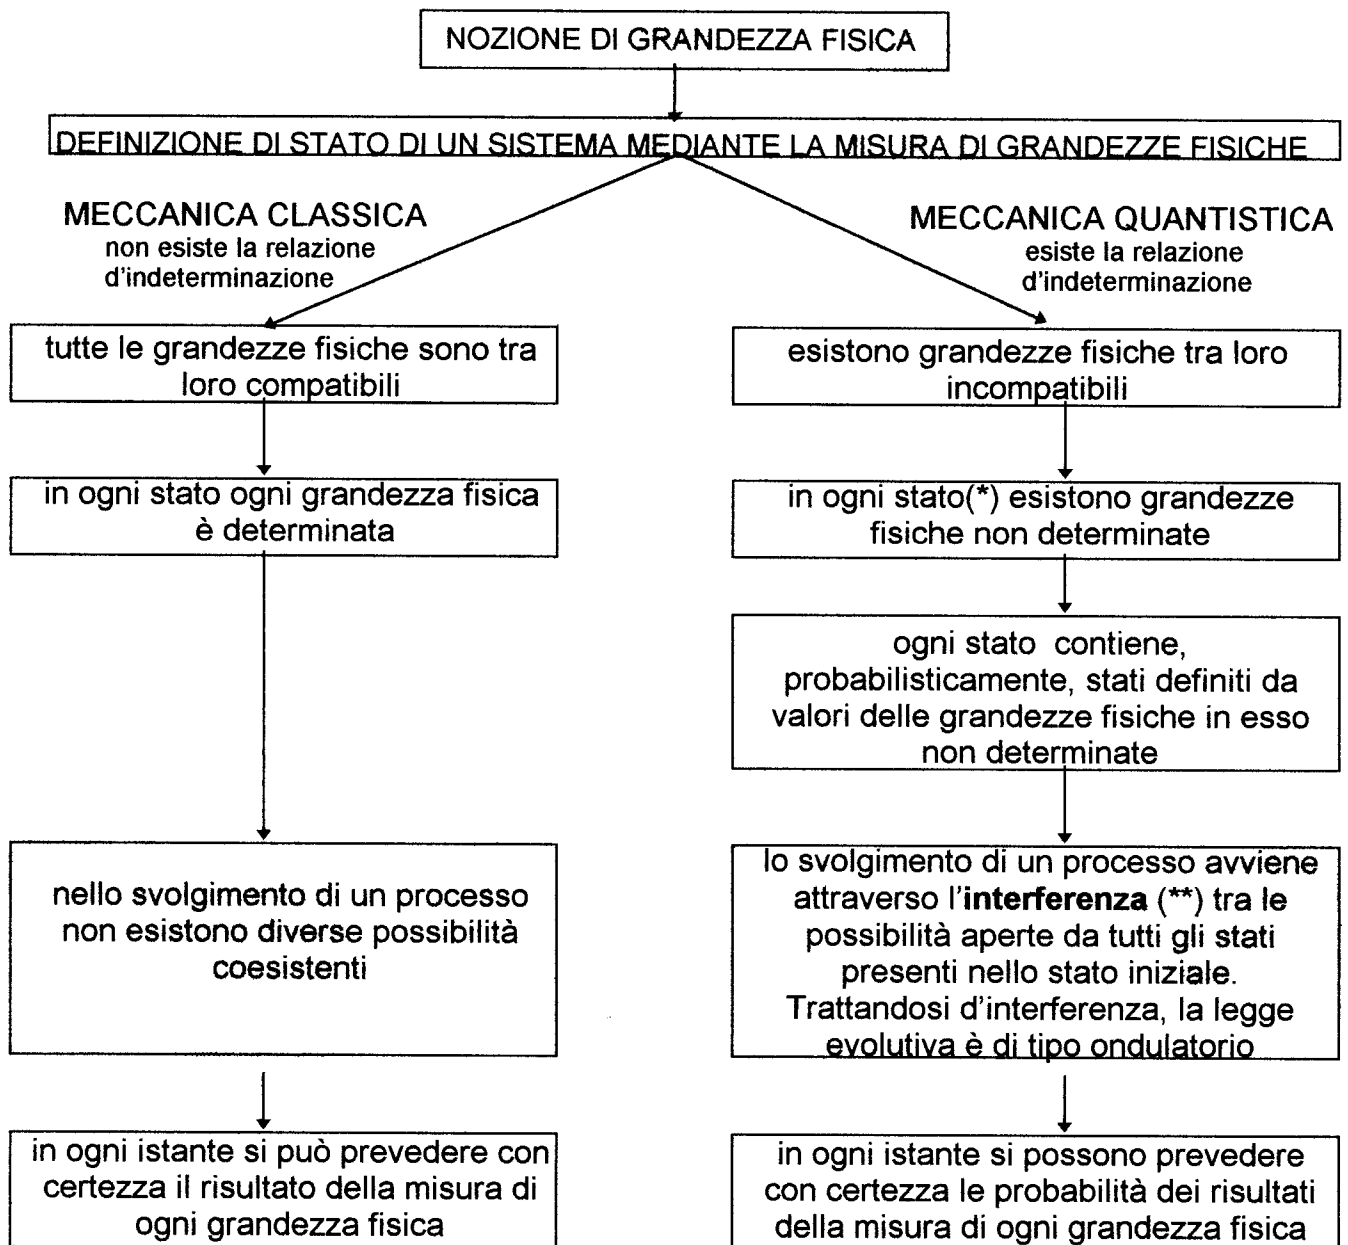 NOZIONE DI GRANDEZZA FISICA
DEFINIZIONE DI STATO DI UN SISTEMA MEDIANTE LA MISURA DI GRANDEZZE FISICHE
MECCANICA CLASSICA
non esiste la relazione
d'indeterminazione
MECCANICA QUANTISTICA
esiste la relazione
d'indeterminazione
tutte le grandezze fisiche sono tra
loro compatibili
esistono grandezze fisiche tra loro
incompatibili
in ogni stato ogni grandezza fisica
è determinata
in ogni stato(*) esistono grandezze
fisiche non determinate
ogni stato contiene,
probabilisticamente, stati definiti da
valori delle grandezze fisiche in esso
non determinate
nello svolgimento di un processo
non esistono diverse possibilità
coesistenti
lo svolgimento di un processo avviene
attraverso l'interferenza (**) tra le
possibilità aperte da tutti gli stati
presenti nello stato iniziale.
Trattandosi d'interferenza, la legge
evolutiva è di tipo ondulatorio
in ogni istante si può prevedere con
certezza il risultato della misura di
ogni grandezza fisica
in ogni istante si possono prevedere
con certezza le probabilità dei risultati
della misura di ogni grandezza fisica